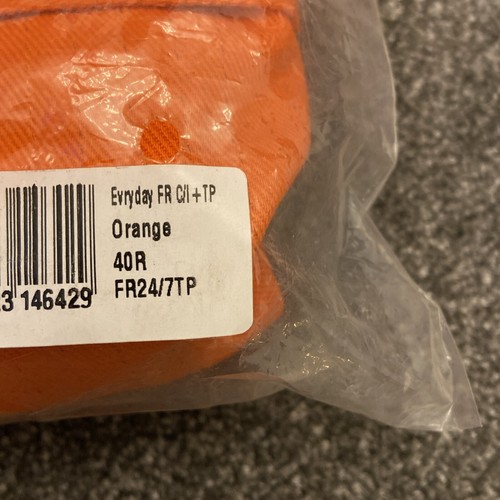 Evryday FR C/I+TP
Orange
40R
FR24/7TP
3 146429